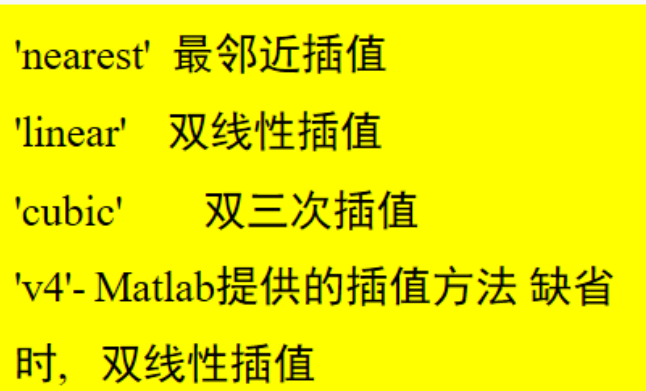 'nearest' 最邻近插值
'linear' 双线性插值
'cubic' 双三次插值
'v4'- Matlab提供的插值方法 缺省
时, 双线性插值